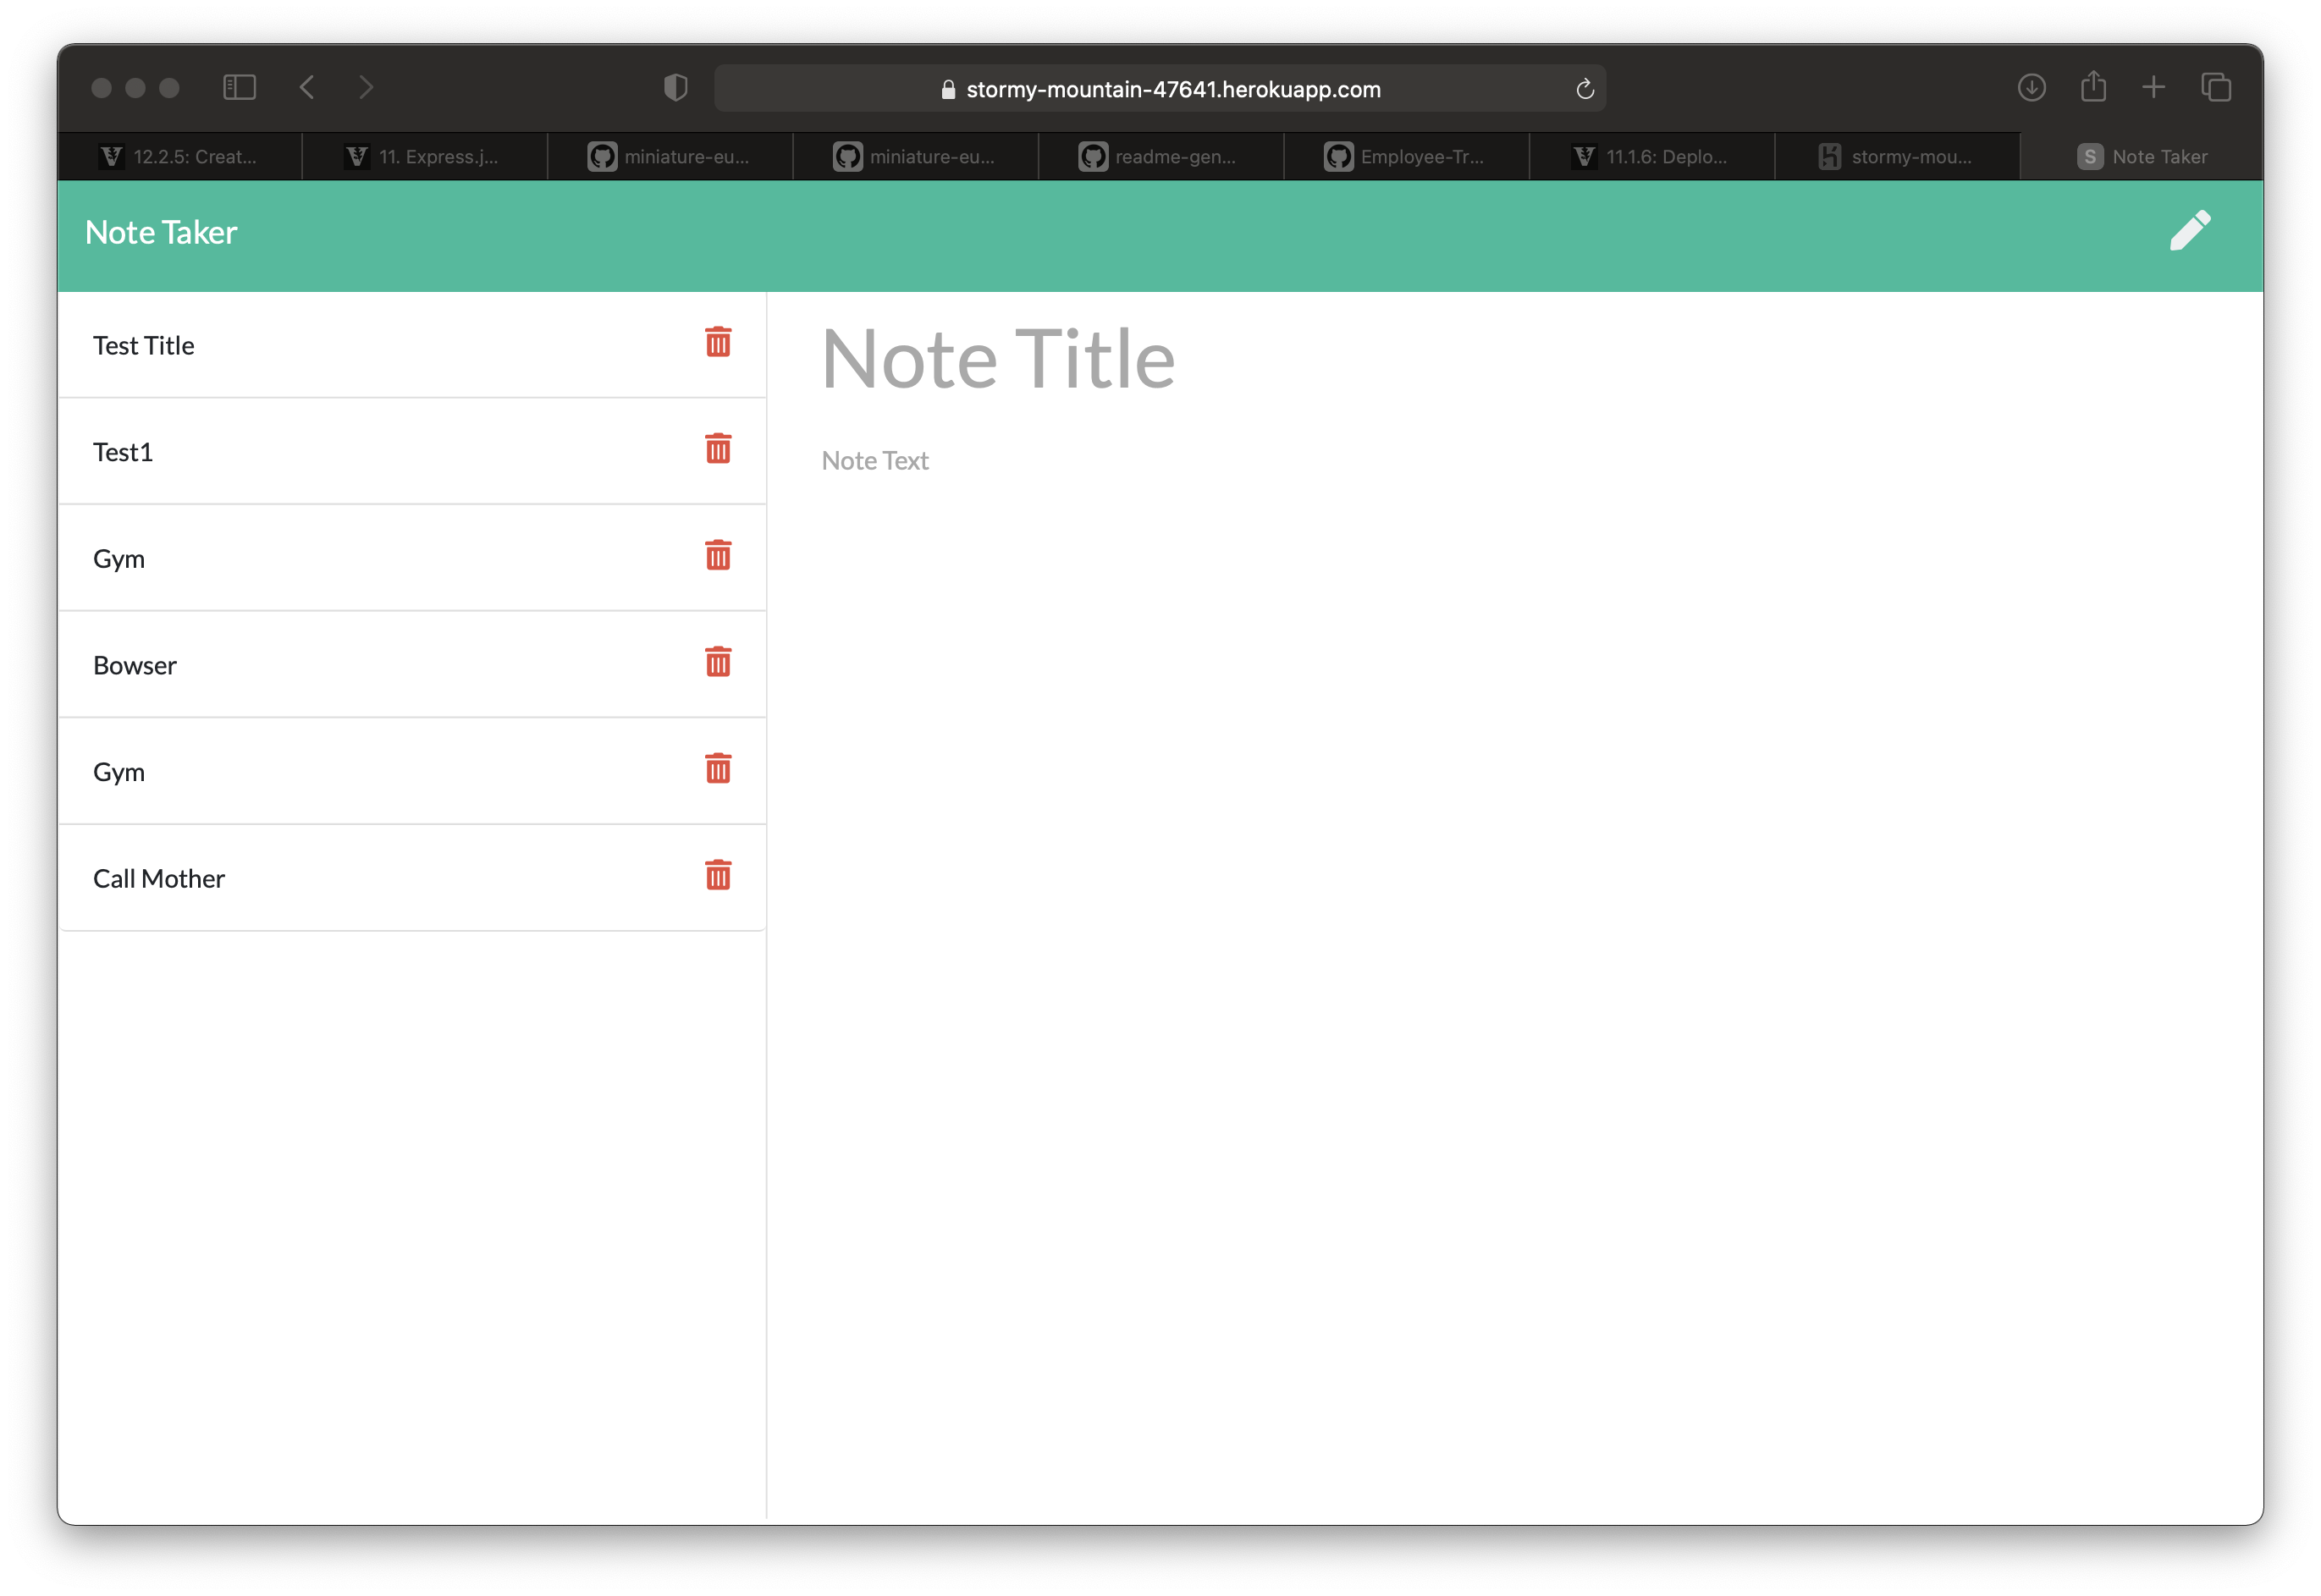 stormy-mountain-47641.herokuapp.com
12.2.5: Creat...
11. Express.j...
miniature-eu...
miniature-eu...
readme-gen...
Employee-Tr...
11.1.6: Deplo...
stormy-mou...
S Note Taker
Note Taker
Test Title
Test1
Gym
Bowser
Gym
Call Mother
Note Title
Note Text